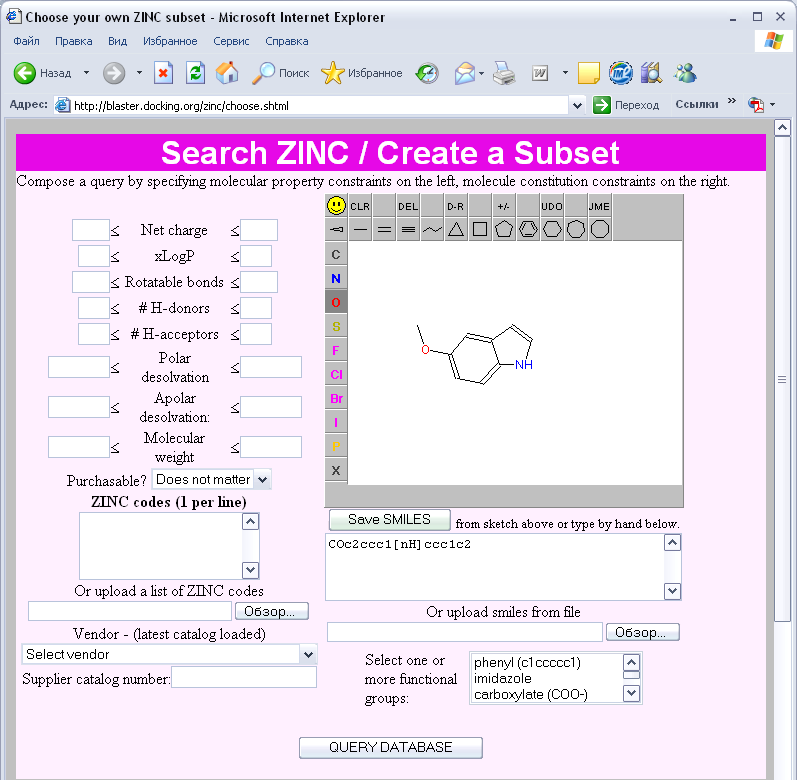 Choose your own ZINC subset - Microsoft Internet Explorer
Файл Правка Вид Избранное Сервис Справка
Назад Поиск Избранное W
Адрес: http://blaster.docking.org/zinc/choose.shtml Переход Ссылки »
Search ZINC / Create a Subset
Compose a query by specifying molecular property constraints on the left, molecule constitution constraints on the right.
≤ Net charge ≤
≤ xLogP ≤
≤ Rotatable bonds ≤
≤ # H-donors ≤
≤ # H-acceptors ≤
≤ Polar desolvation ≤
≤ Apolar desolvation: ≤
≤ Molecular weight ≤
Purchasable? Does not matter
ZINC codes (1 per line)
Or upload a list of ZINC codes
Обзор...
Vendor - (latest catalog loaded)
Select vendor
Supplier catalog number:
CLR DEL D-R +/- UDO JME
C
N
O
S
F
Cl
Br
I
P
X
O
NH
Save SMILES from sketch above or type by hand below.
COc2ccc1[nH]ccc1c2
Or upload smiles from file
Обзор...
Select one or
more functional
groups:
phenyl (c1ccccc1)
imidazole
carboxylate (COO-)
QUERY DATABASE